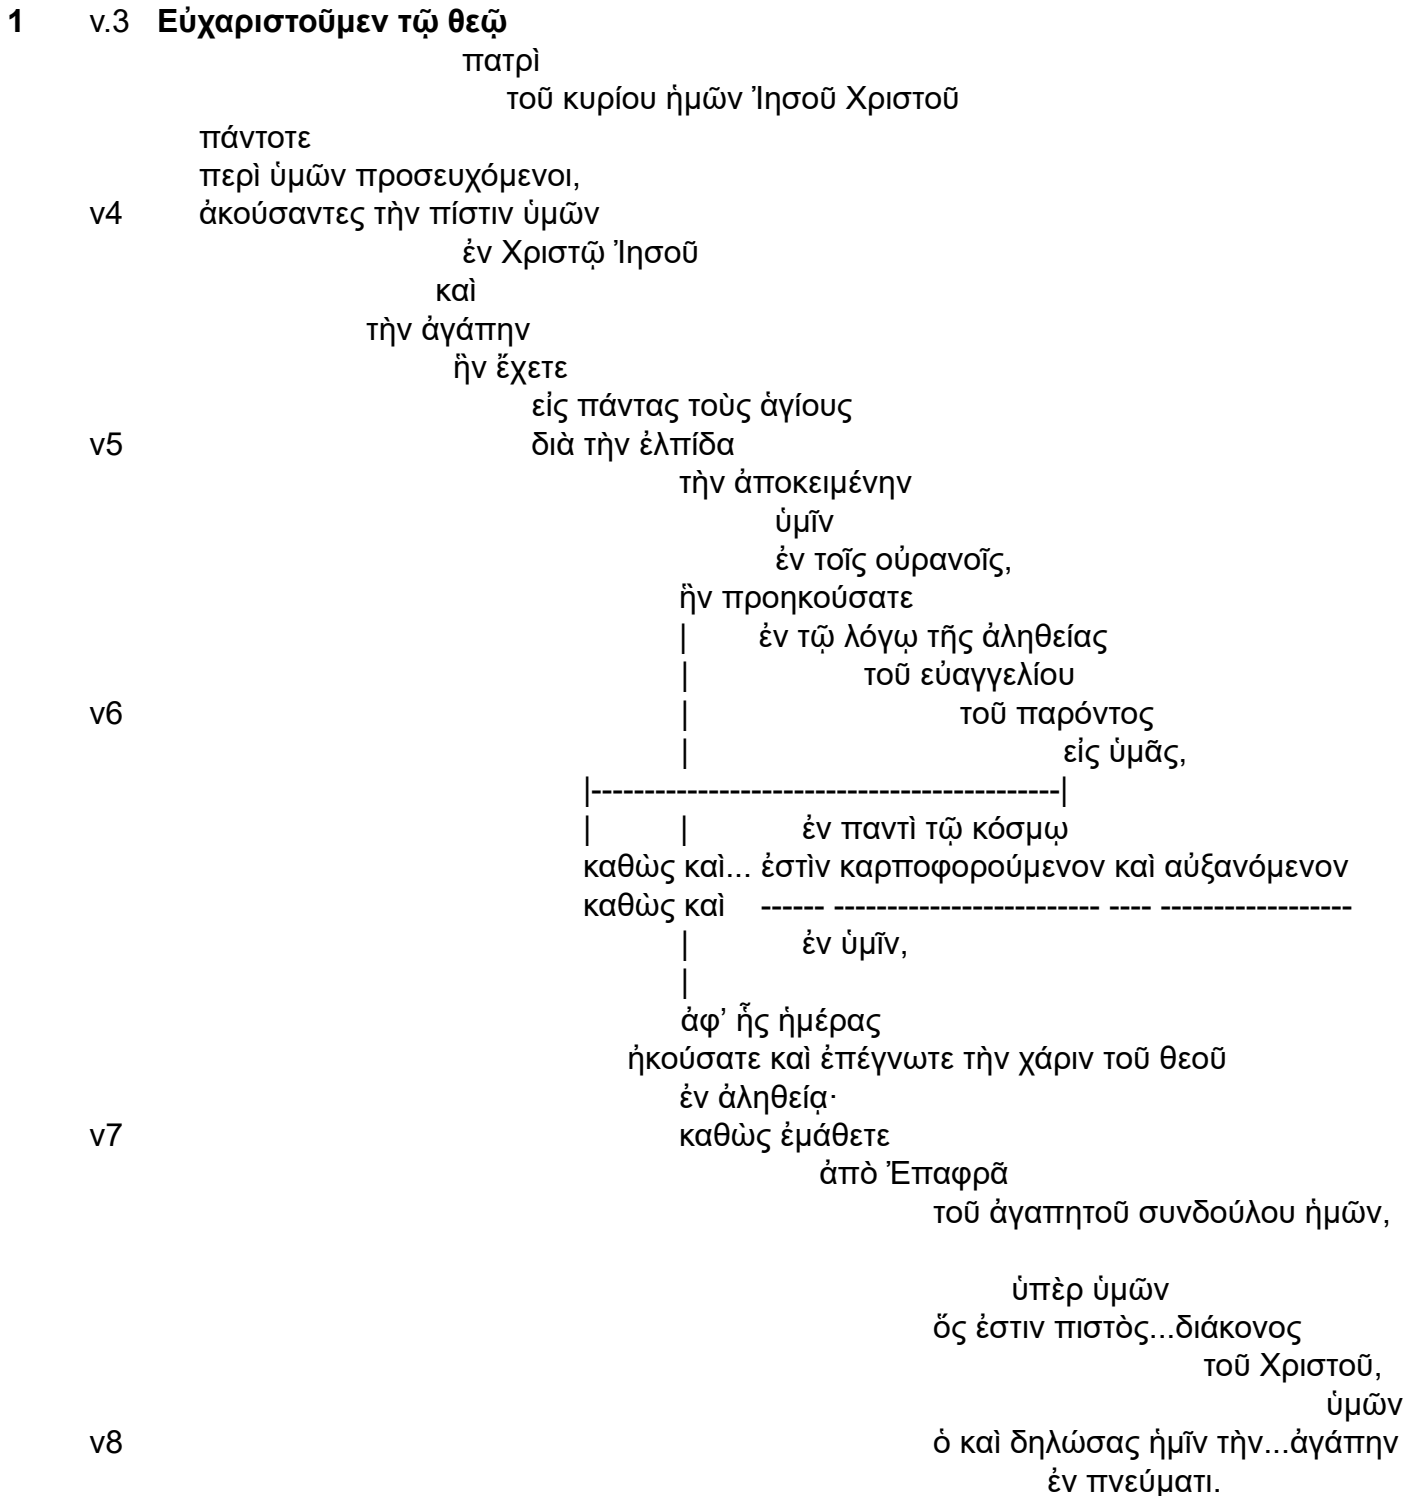 1 v.3 Εὐχαριστοῦμεν τῷ θεῷ
πατρὶ
τοῦ κυρίου ἡμῶν Ἰησοῦ Χριστοῦ
πάντοτε
περὶ ὑμῶν προσευχόμενοι,
v4 ἀκούσαντες τὴν πίστιν ὑμῶν
ἐν Χριστῷ Ἰησοῦ
καὶ
τὴν ἀγάπην
ἣν ἔχετε
εἰς πάντας τοὺς ἁγίους
v5 διὰ τὴν ἐλπίδα
τὴν ἀποκειμένην
ὑμῖν
ἐν τοῖς οὐρανοῖς,
ἣν προηκούσατε
| ἐν τῷ λόγῳ τῆς ἀληθείας
| τοῦ εὐαγγελίου
v6 | τοῦ παρόντος
| εἰς ὑμᾶς,
|--------------------------------------------|
| | ἐν παντὶ τῷ κόσμῳ
καθὼς καὶ... ἐστὶν καρποφορούμενον καὶ αὐξανόμενον
καθὼς καὶ ------ ------------------------- ---- ------------------
| ἐν ὑμῖν,
|
ἀφ’ ἧς ἡμέρας
ἠκούσατε καὶ ἐπέγνωτε τὴν χάριν τοῦ θεοῦ
ἐν ἀληθείᾳ·
v7 καθὼς ἐμάθετε
ἀπὸ Ἐπαφρᾶ
τοῦ ἀγαπητοῦ συνδούλου ἡμῶν,
ὑπὲρ ὑμῶν
ὅς ἐστιν πιστὸς...διάκονος
τοῦ Χριστοῦ,
ὑμῶν
v8 ὁ καὶ δηλώσας ἡμῖν τὴν...ἀγάπην
ἐν πνεύματι.